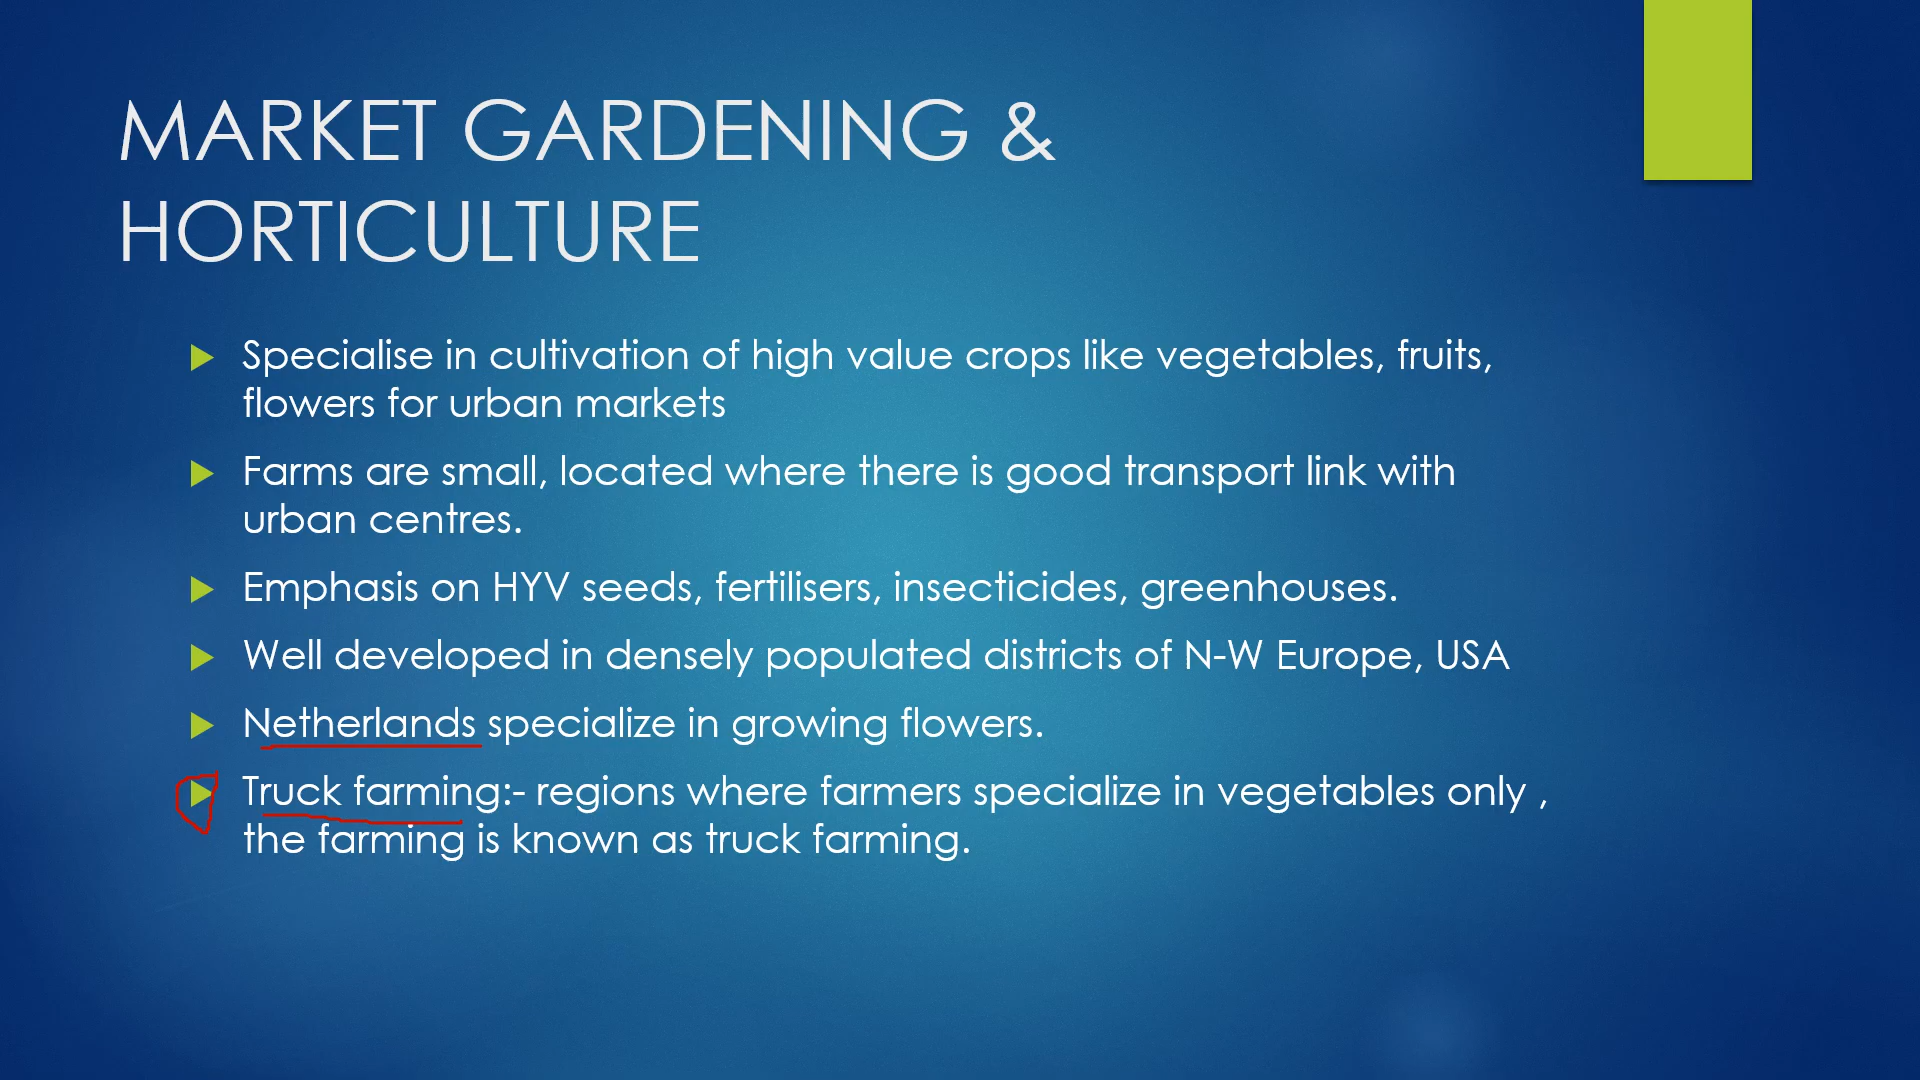 MARKET GARDENING &
HORTICULTURE
Specialise in cultivation of high value crops like vegetables, fruits,
flowers for urban markets
Farms are small, located where there is good transport link with
urban centres.
Emphasis on HYV seeds, fertilisers, insecticides, greenhouses.
Well developed in densely populated districts of N-W Europe, USA
Netherlands specialize in growing flowers.
Truck farming:- regions where farmers specialize in vegetables only ,
the farming is known as truck farming.